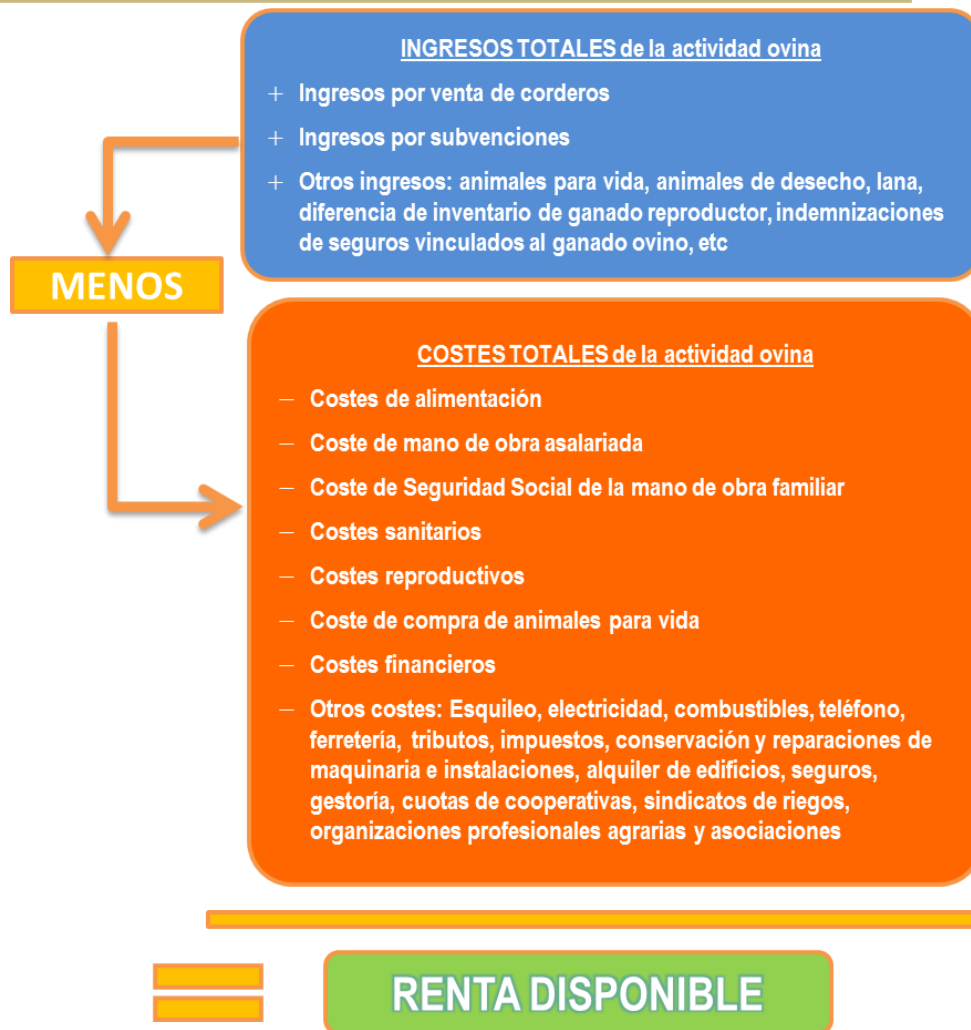 INGRESOS TOTALES de la actividad ovina
+ Ingresos por venta de corderos
+ Ingresos por subvenciones
+ Otros ingresos: animales para vida, animales de desecho, lana,
diferencia de inventario de ganado reproductor, indemnizaciones
de seguros vinculados al ganado ovino, etc
MENOS
COSTES TOTALES de la actividad ovina
– Costes de alimentación
– Coste de mano de obra asalariada
– Coste de Seguridad Social de la mano de obra familiar
– Costes sanitarios
– Costes reproductivos
– Coste de compra de animales para vida
– Costes financieros
– Otros costes: Esquileo, electricidad, combustibles, teléfono,
ferretería, tributos, impuestos, conservación y reparaciones de
maquinaria e instalaciones, alquiler de edificios, seguros,
gestoría, cuotas de cooperativas, sindicatos de riegos,
organizaciones profesionales agrarias y asociaciones
RENTA DISPONIBLE